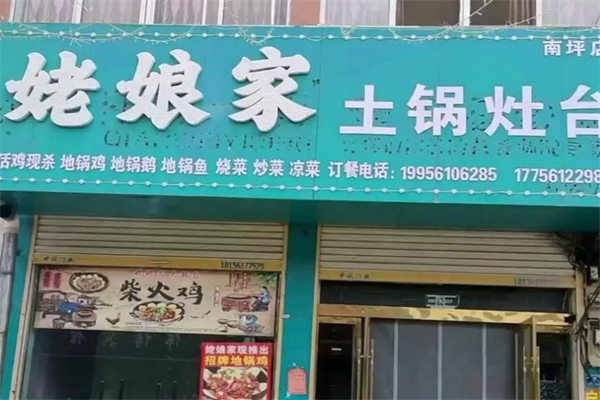 南坪店
姥娘家 土锅灶台
活鸡现杀 地锅鸡 地锅鹅 地锅鱼 烧菜 炒菜 凉菜 订餐电话：19956106285 1775612298
18156177575
柴火鸡
姥娘家现推出
招牌地锅鸡